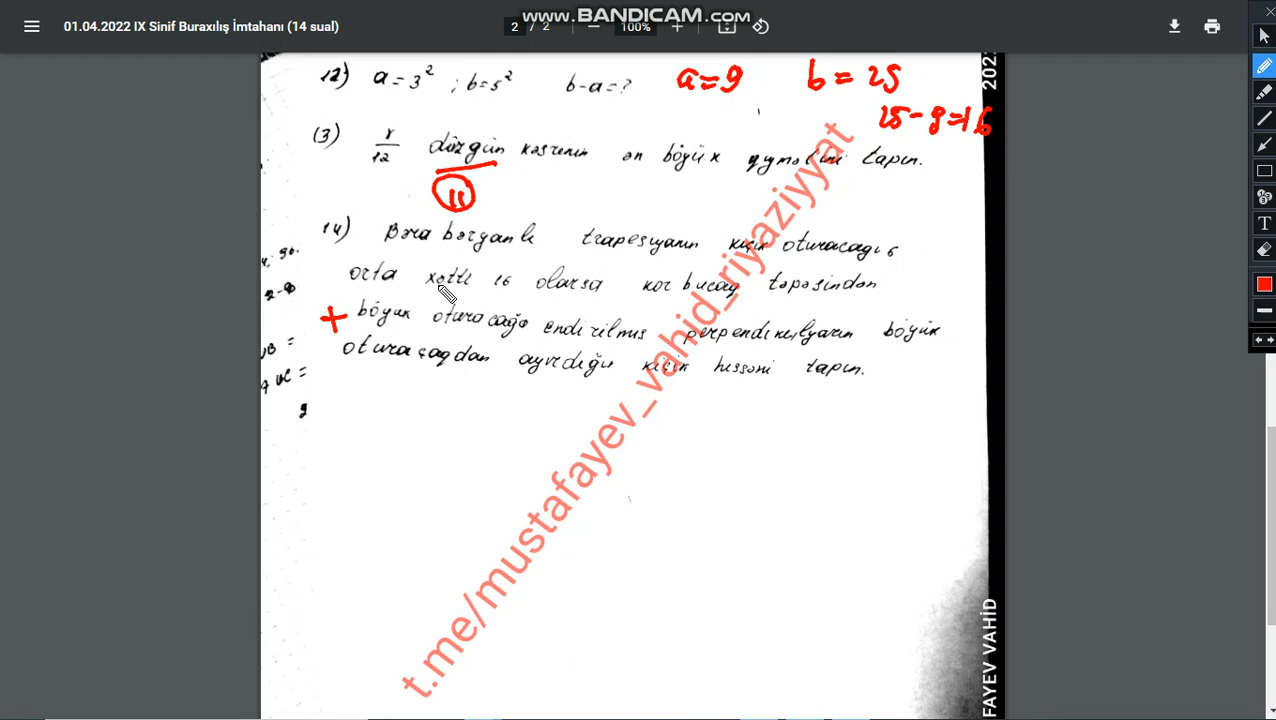 www.BANDICAM.com
01.04.2022 IX Sinif Buraxılış İmtahanı (14 sual)
2 / 2
100%
12) a=3² ; b=5² b-a=? a=9 b=25
25-9=16
(3) r/12 düzgün kəsrinin ən böyük qiymətini tapın.
11
14) Bərabəryanlı trapesiyanın kiçik oturacağı 6
orta xətti 16 olarsa kor bucaq təpəsindən
+ böyük oturacağa endirilmiş perpendikulyarın böyük
oturacaqdan ayırdığı kiçik hissəni tapın.
t.me/mustafayev_vahid_riyaziyyat
202
FAYEV VAHİD